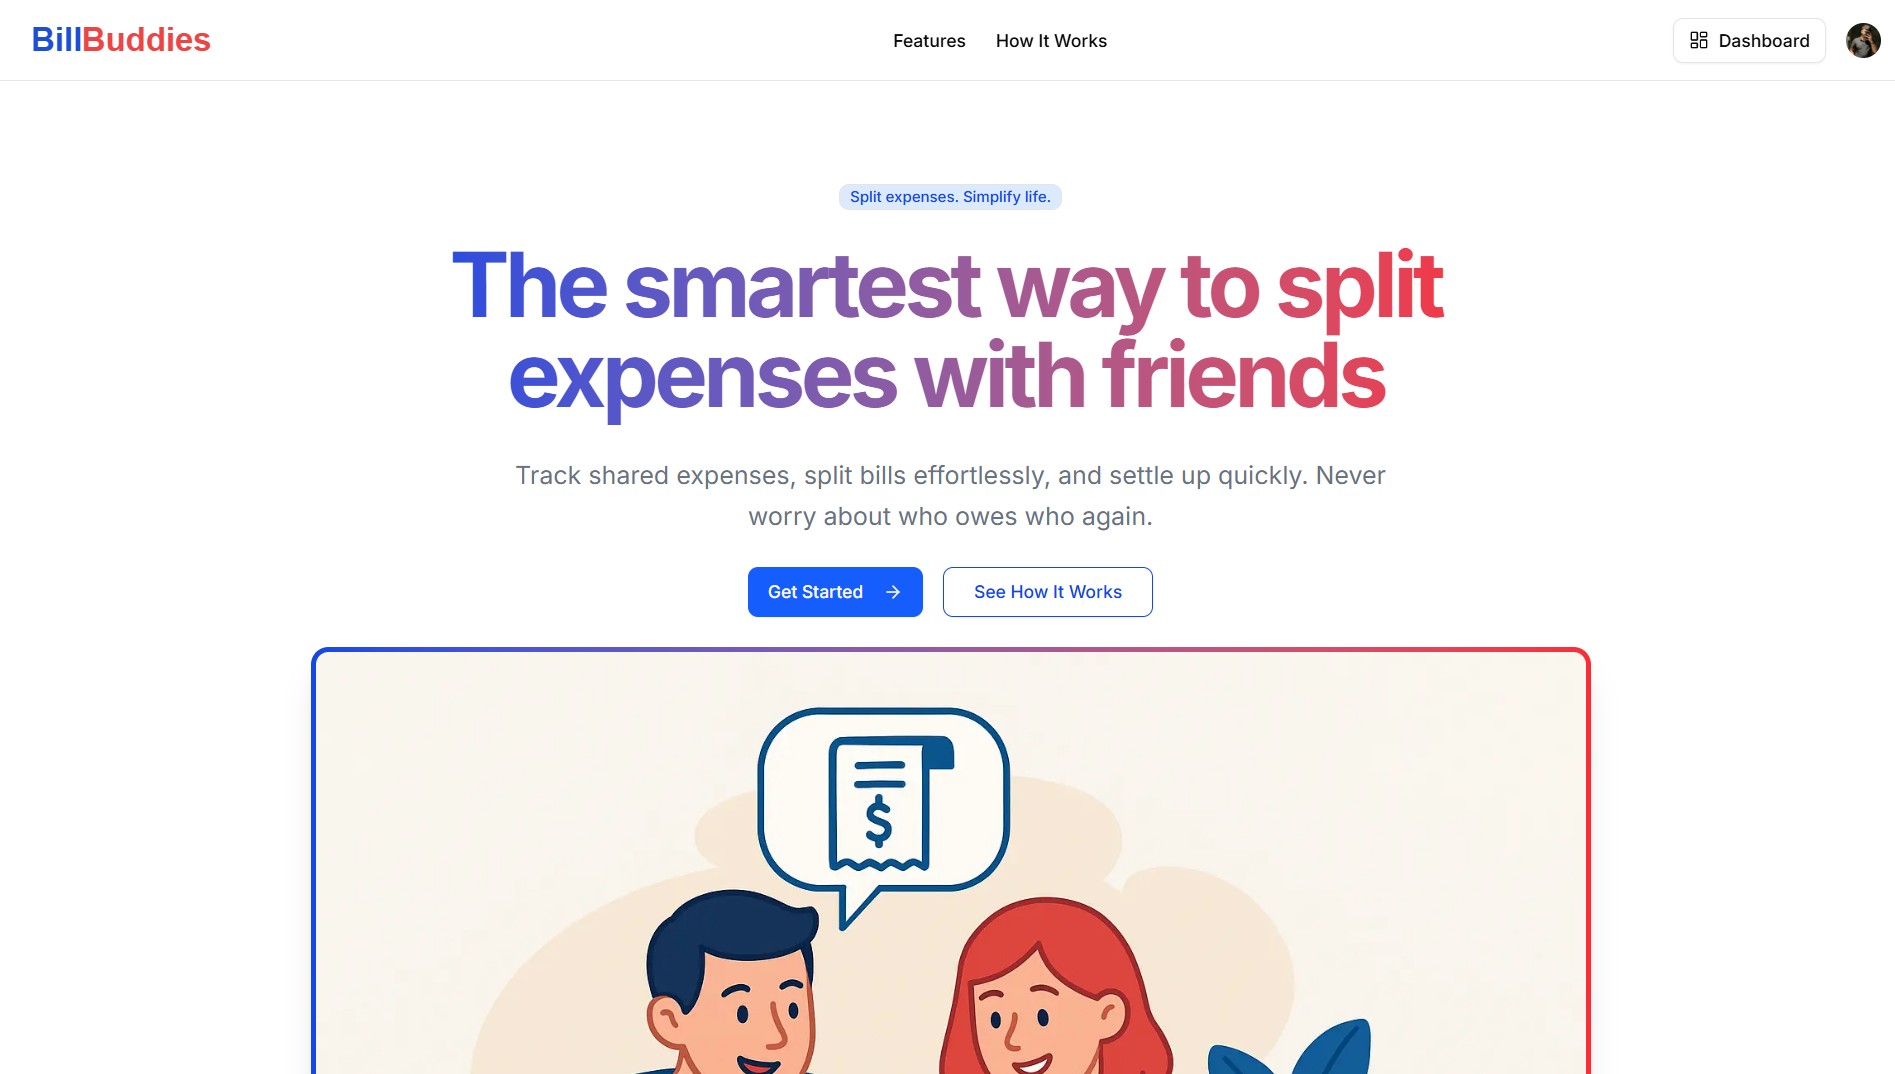 BillBuddies
Features
How It Works
Dashboard
Split expenses. Simplify life.
The smartest way to split
expenses with friends
Track shared expenses, split bills effortlessly, and settle up quickly. Never
worry about who owes who again.
Get Started
See How It Works
$